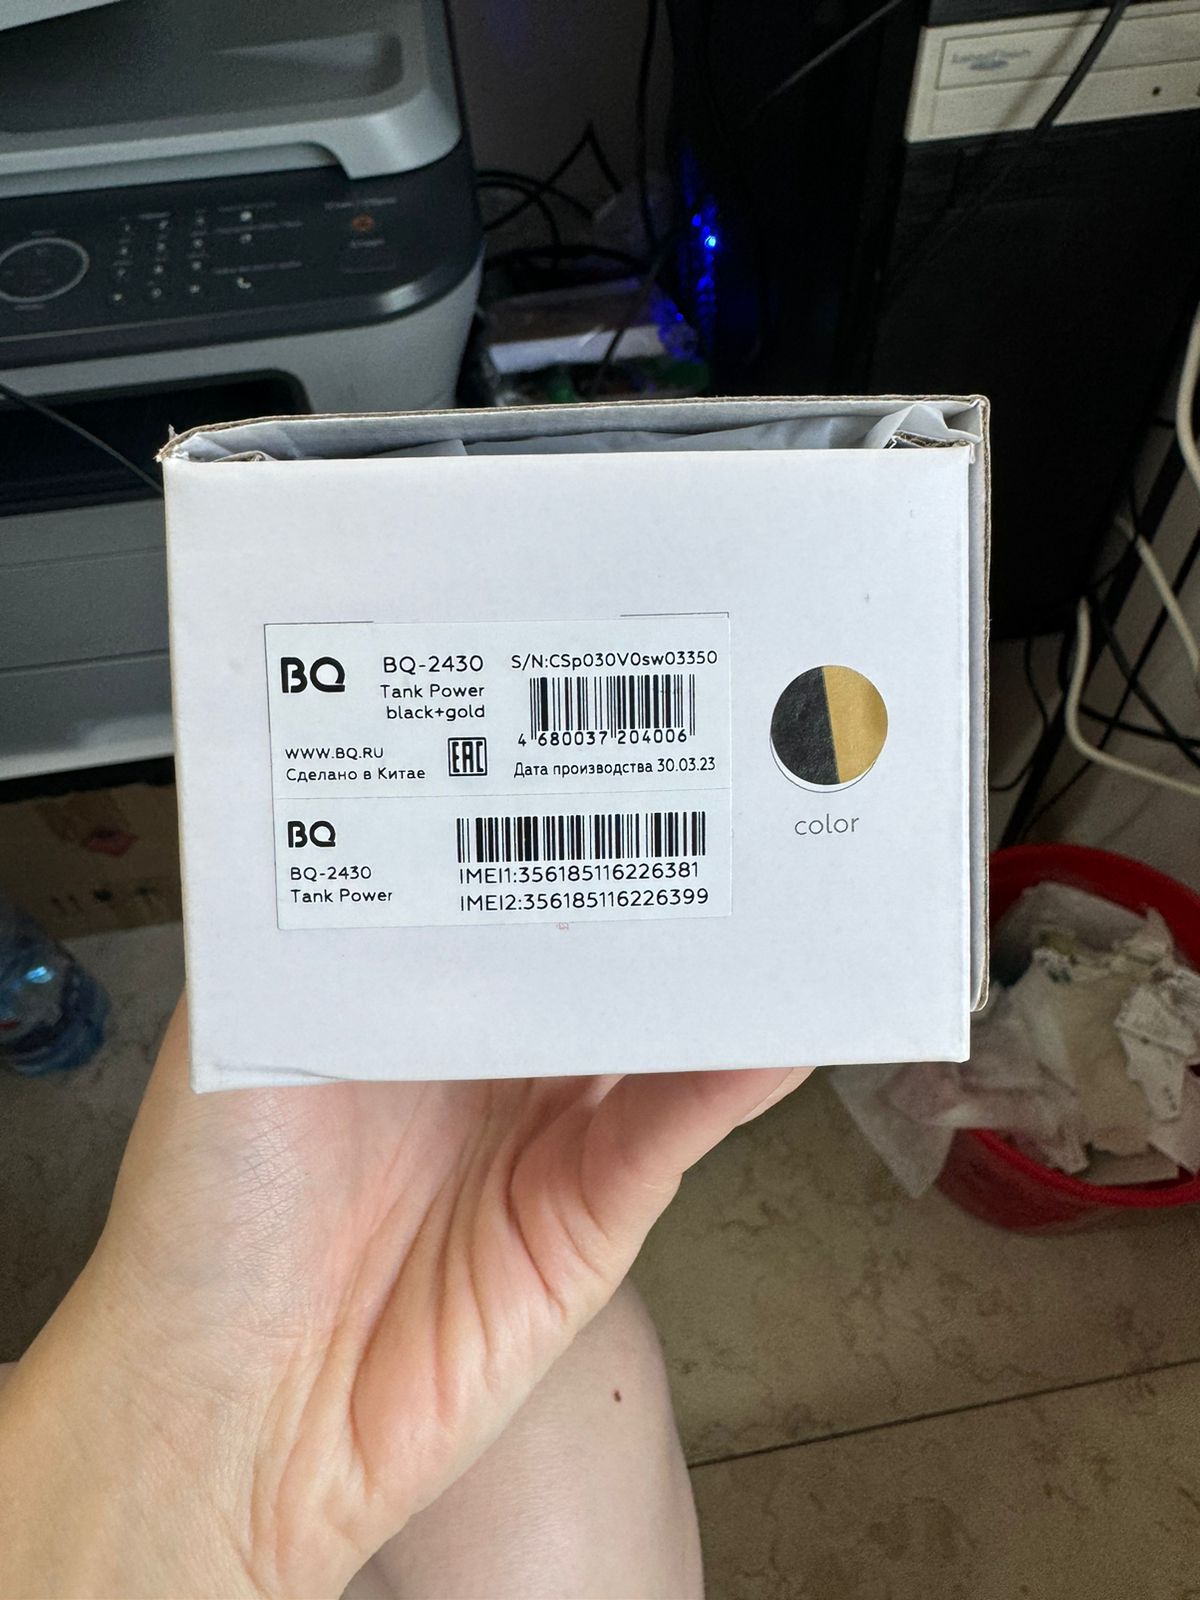 BQ
BQ-2430
Tank Power
black+gold
S/N:CSp030V0sw03350
4 680037 204006
WWW.BQ.RU
Сделано в Китае
EAC
Дата производства 30.03.23
BQ
BQ-2430
Tank Power
IMEI1:356185116226381
IMEI2:356185116226399
color